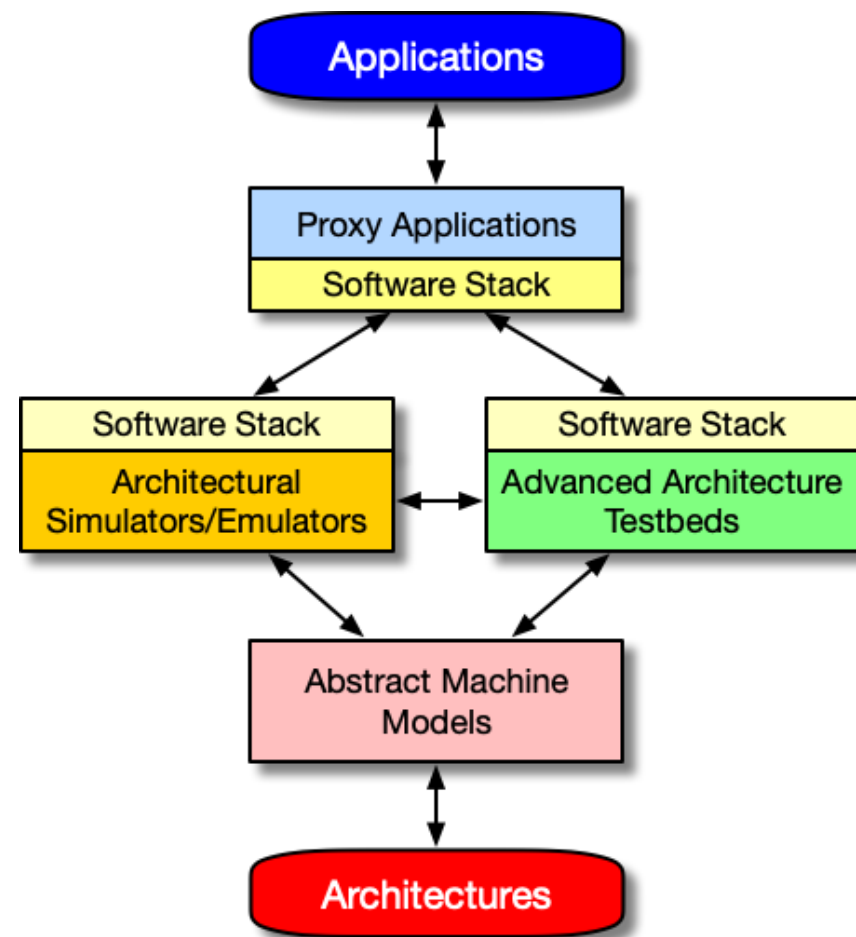 Applications
Proxy Applications
Software Stack
Software Stack
Architectural
Simulators/Emulators
Software Stack
Advanced Architecture
Testbeds
Abstract Machine
Models
Architectures